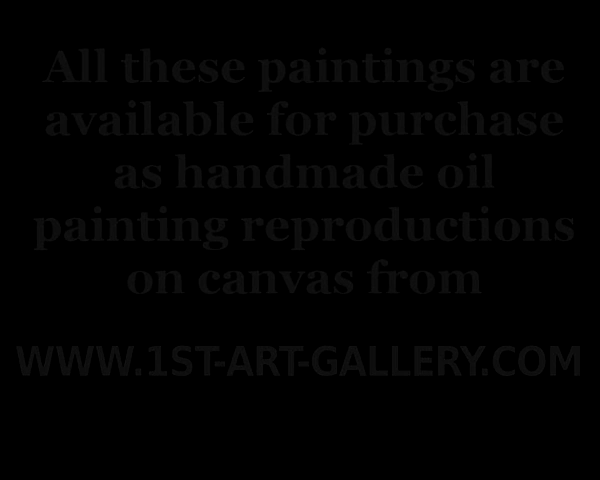 All these paintings are
available for purchase
as handmade oil
painting reproductions
on canvas from
WWW.1ST-ART-GALLERY.COM